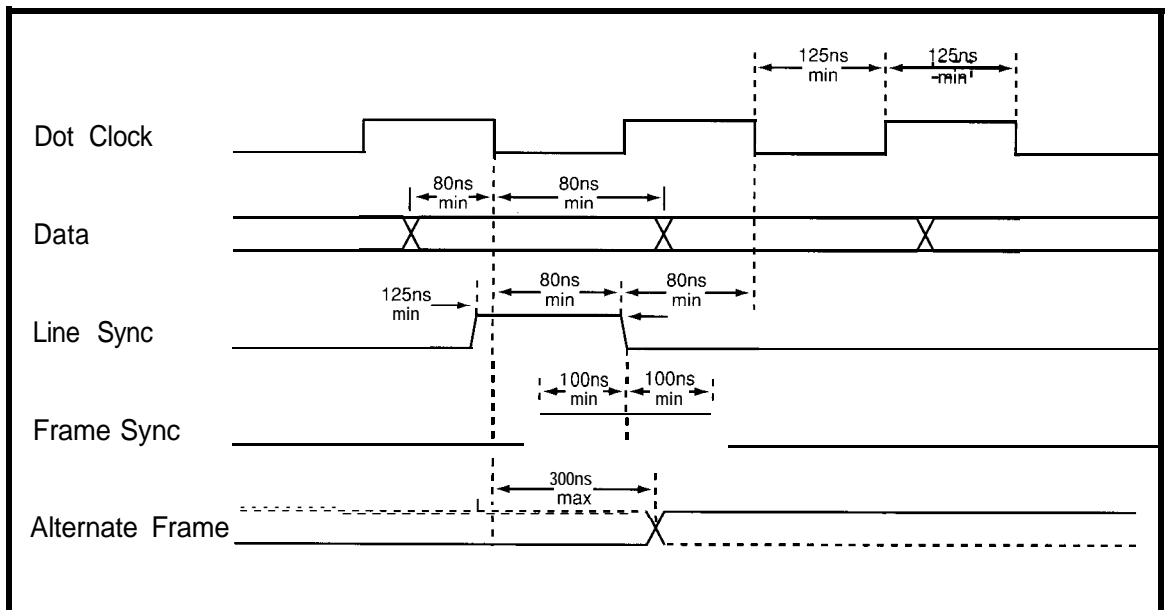 125ns
min
125ns
min
Dot Clock
80ns
min
80ns
min
Data
125ns
min
80ns
min
80ns
min
Line Sync
100ns
min
100ns
min
Frame Sync
300ns
max
Alternate Frame